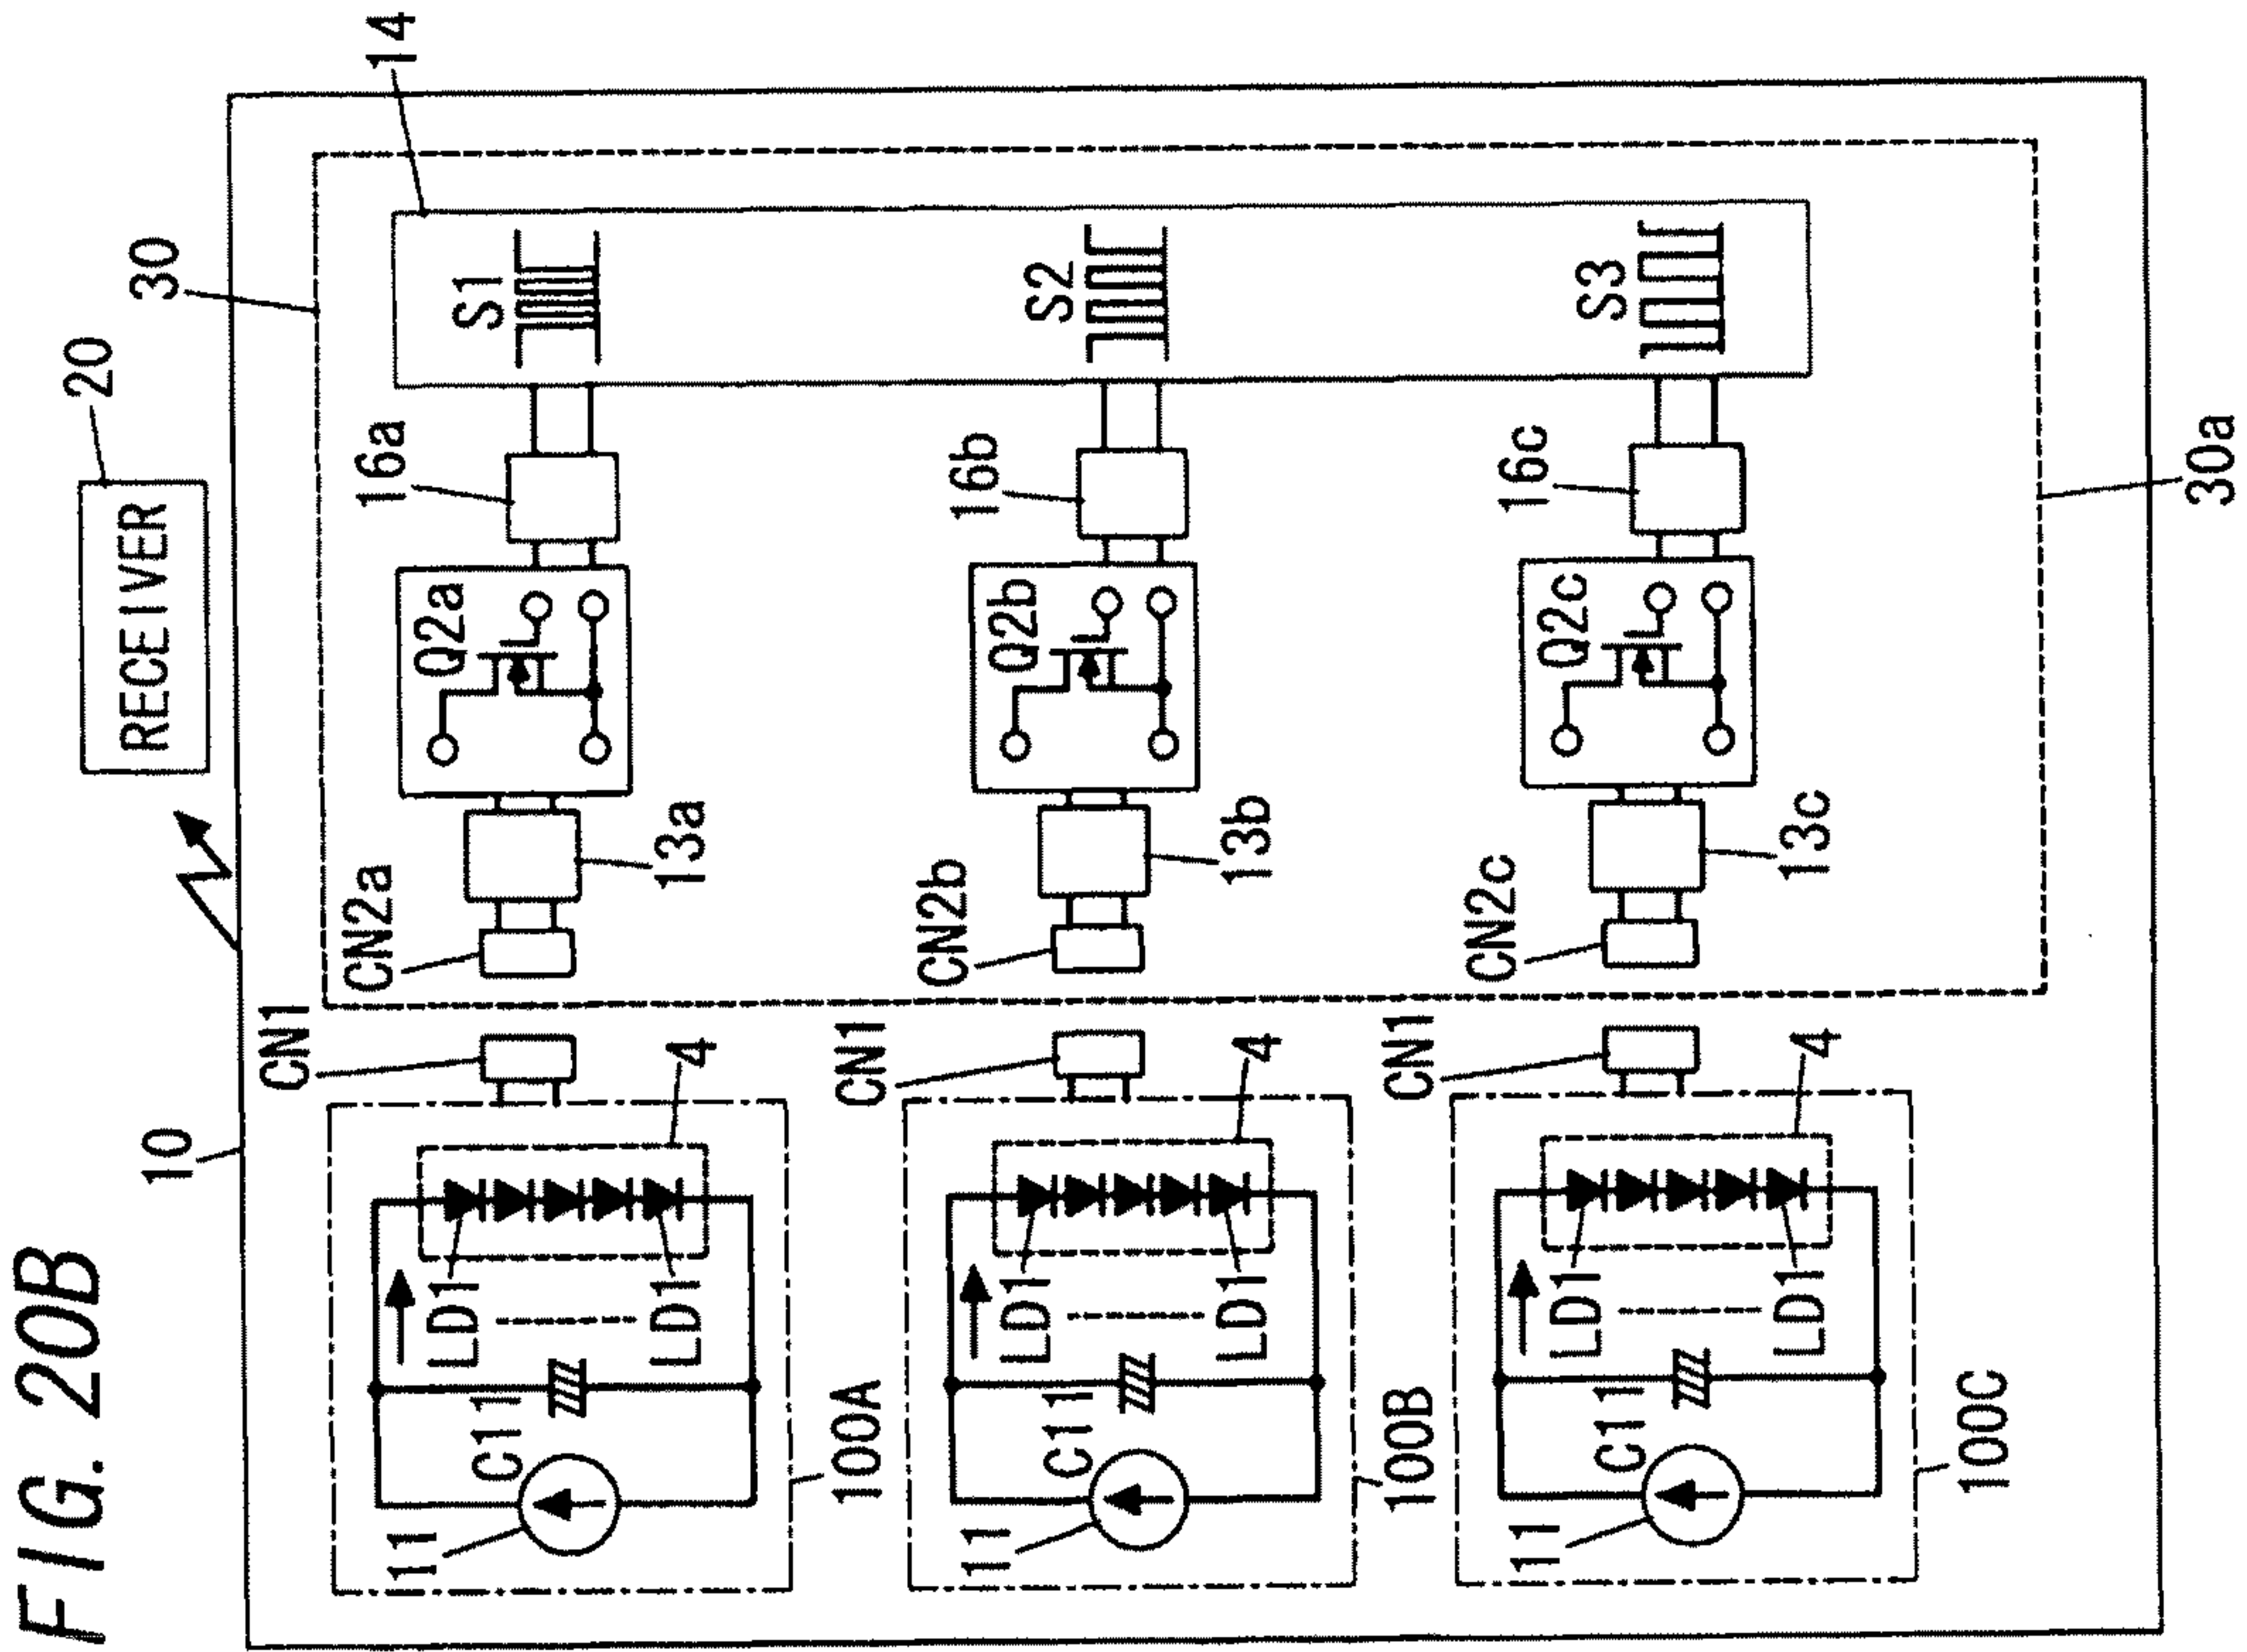 FIG. 20B
10
RECEIVER
20
30
14
CN1
CN2a
13a
Q2a
16a
S1
11
C11
LD1
LD1
4
100A
CN1
CN2b
13b
Q2b
16b
S2
11
C11
LD1
LD1
4
100B
CN1
CN2c
13c
Q2c
16c
S3
11
C11
LD1
LD1
4
100C
30a